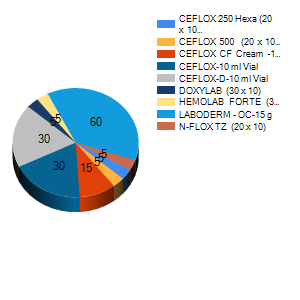 CEFLOX 250 Hexa (20
x 10...
CEFLOX 500 (20 x 10...
CEFLOX CF Cream -1...
CEFLOX-10 ml Vial
CEFLOX-D-10 ml Vial
DOXYLAB (30 x 10)
HEMOLAB FORTE (3...
LABODERM - OC-15 g
N-FLOX TZ (20 x 10)
60
5
5
30
5
5
5
30
15